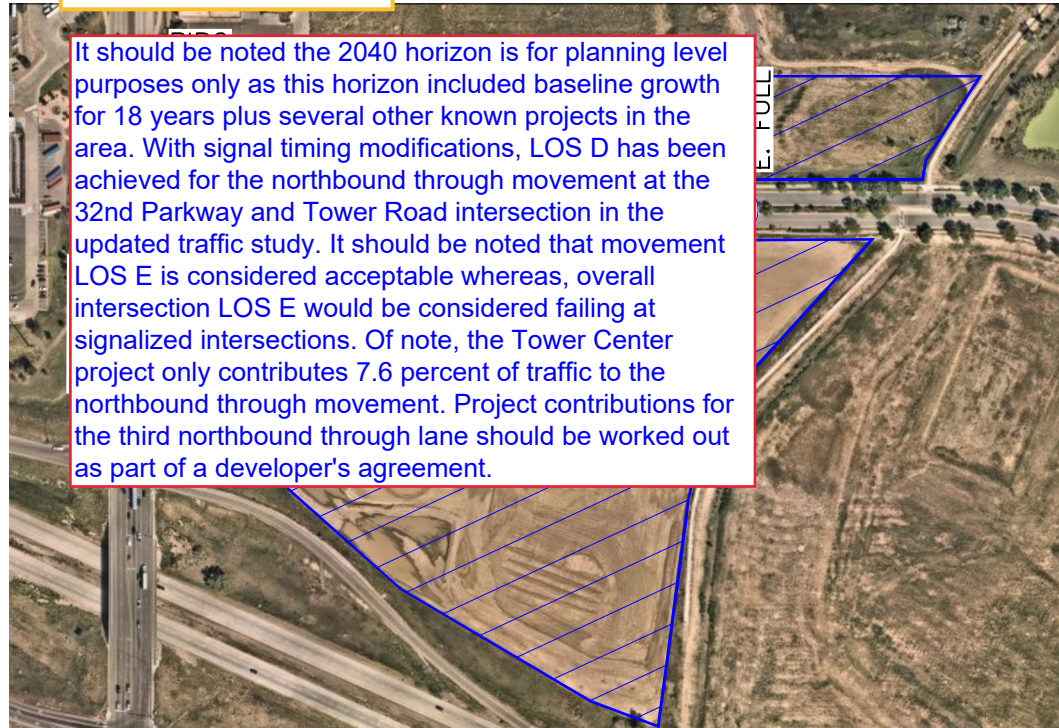 It should be noted the 2040 horizon is for planning level
purposes only as this horizon included baseline growth
for 18 years plus several other known projects in the
area. With signal timing modifications, LOS D has been
achieved for the northbound through movement at the
32nd Parkway and Tower Road intersection in the
updated traffic study. It should be noted that movement
LOS E is considered acceptable whereas, overall
intersection LOS E would be considered failing at
signalized intersections. Of note, the Tower Center
project only contributes 7.6 percent of traffic to the
northbound through movement. Project contributions for
the third northbound through lane should be worked out
as part of a developer's agreement.
E. FULL